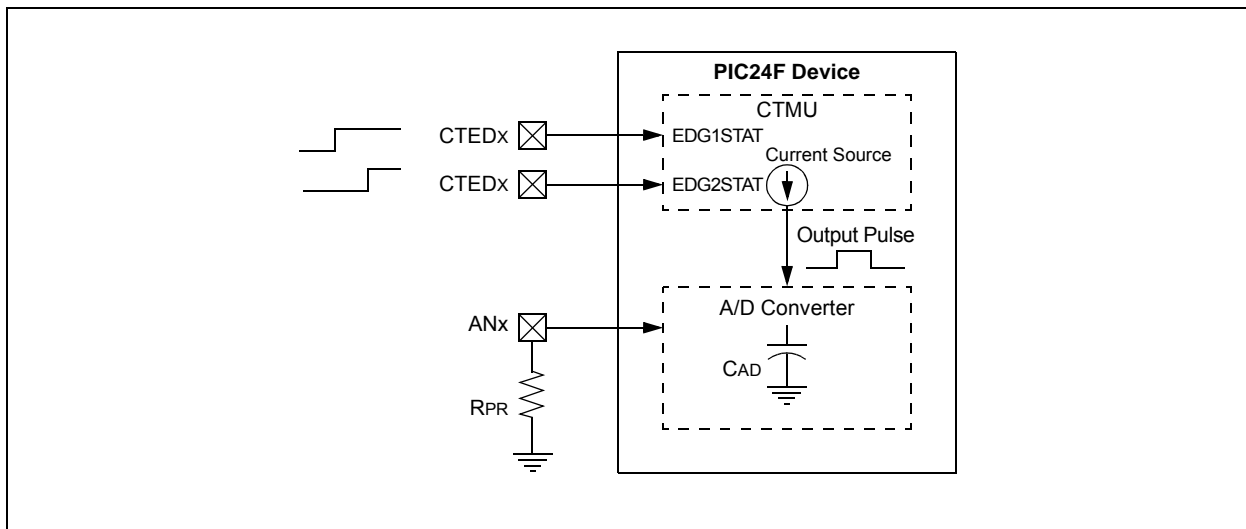 PIC24F Device
CTMU
CTEDx
EDG1STAT
Current Source
CTEDx
EDG2STAT
Output Pulse
A/D Converter
ANx
CAD
RPR